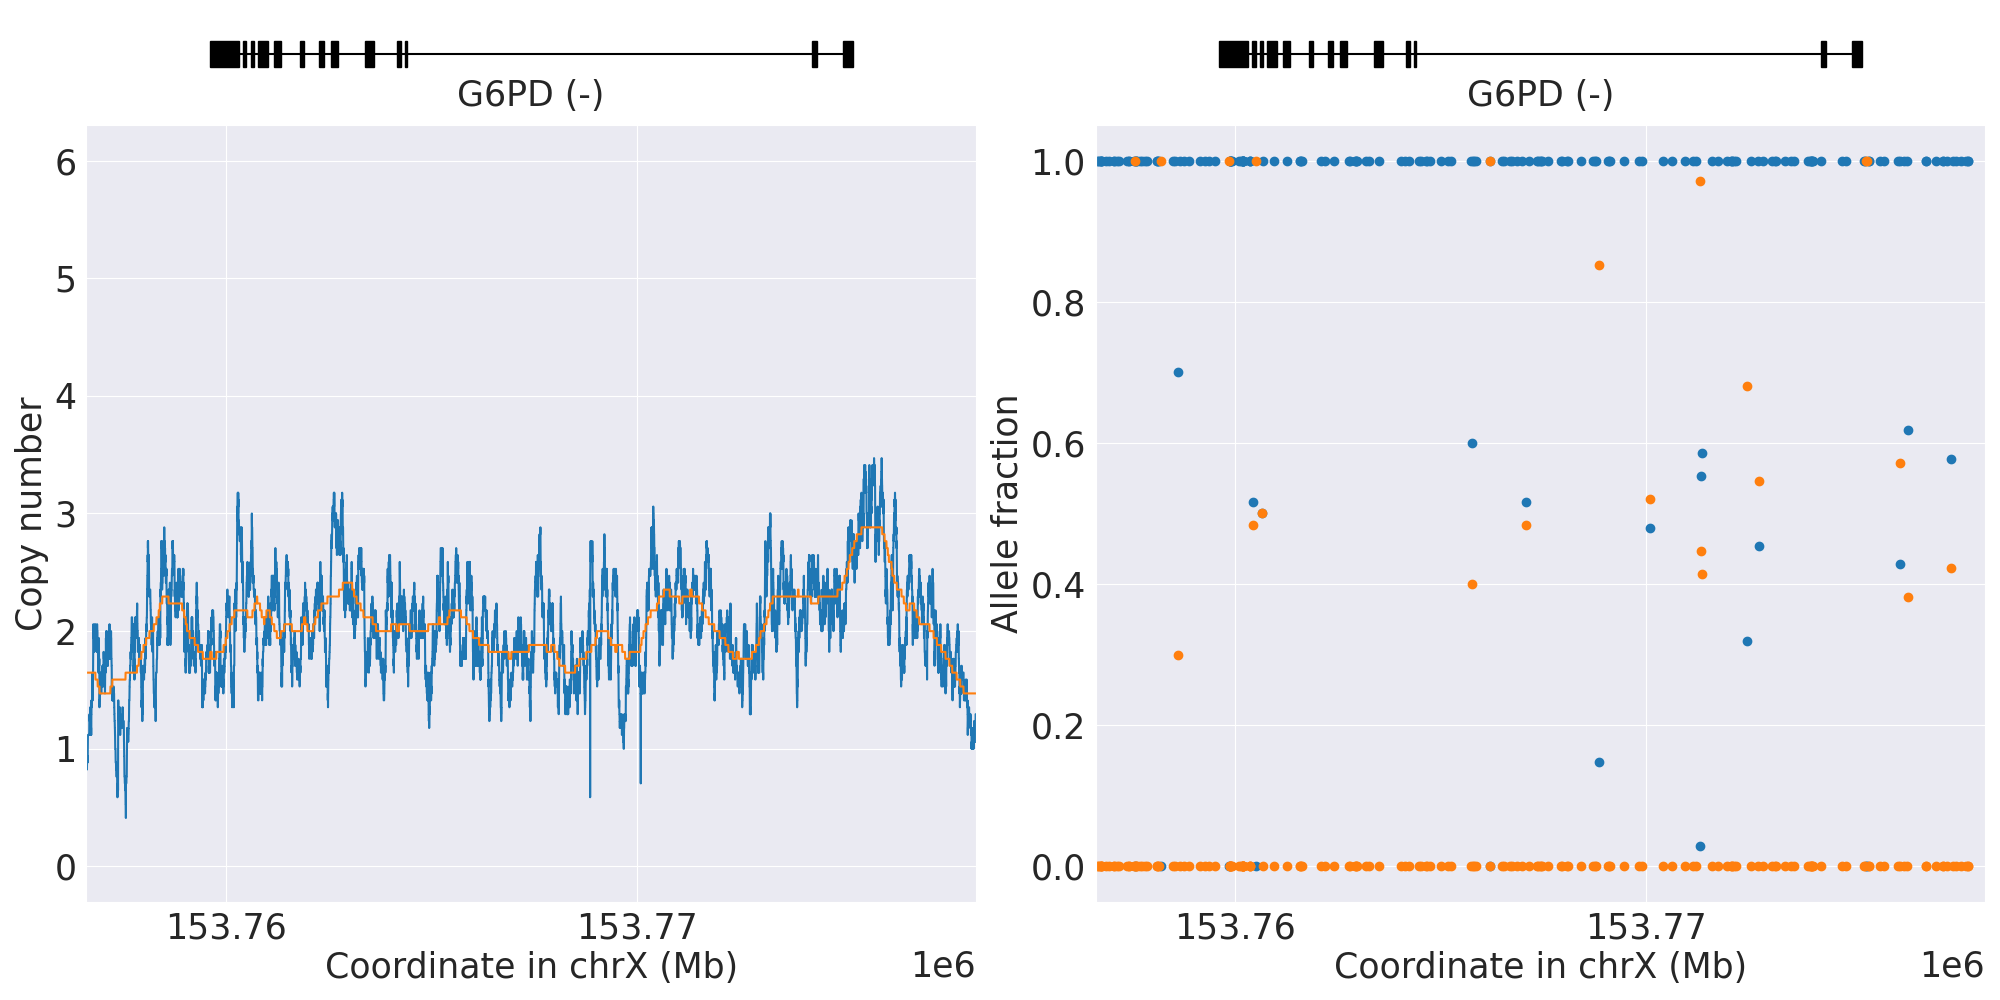 G6PD (-)
6
5
4
3
2
1
0
Copy number
153.76
153.77
Coordinate in chrX (Mb)
1e6
G6PD (-)
1.0
0.8
0.6
0.4
0.2
0.0
Allele fraction
153.76
153.77
Coordinate in chrX (Mb)
1e6